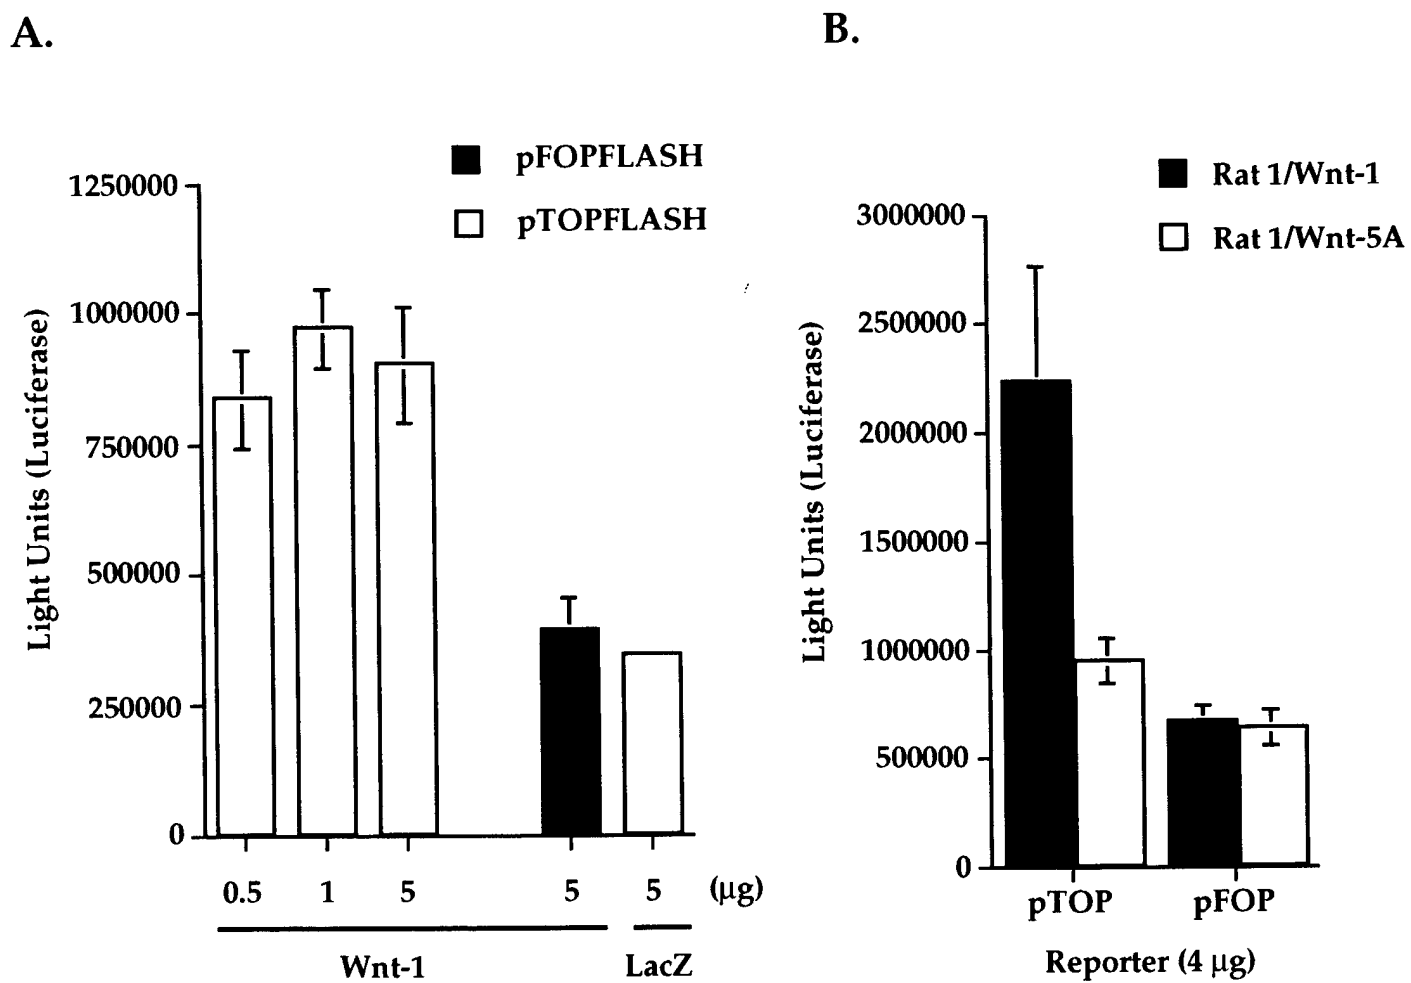 A.
pFOPFLASH
pTOPFLASH
1250000
1000000
750000
500000
250000
0
Light Units (Luciferase)
0.5 1 5 5 5 (µg)
Wnt-1 LacZ
B.
Rat 1/Wnt-1
Rat 1/Wnt-5A
3000000
2500000
2000000
1500000
1000000
500000
0
Light Units (Luciferase)
pTOP pFOP
Reporter (4 µg)